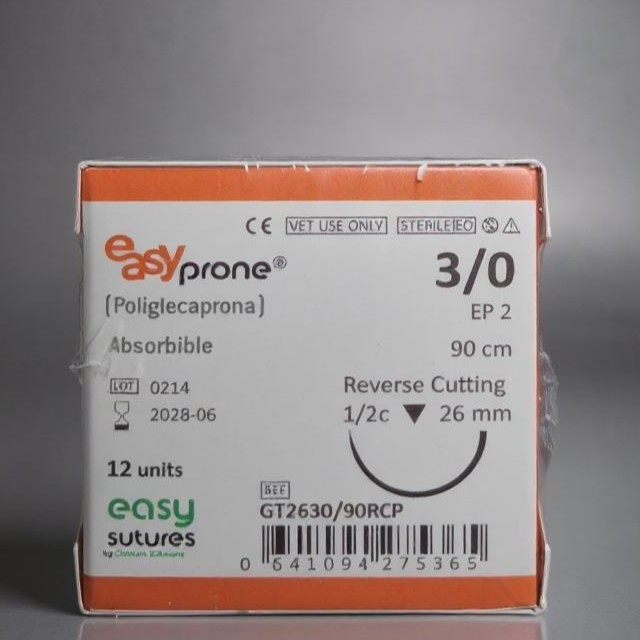 CE VET USE ONLY STERILE EO
easyprone®
3/0
(Poliglecaprona)
EP 2
Absorbible
90 cm
LOT 0214
Reverse Cutting
2028-06
1/2c 26 mm
12 units
REF
GT2630/90RCP
easy
sutures
0 641094 275365